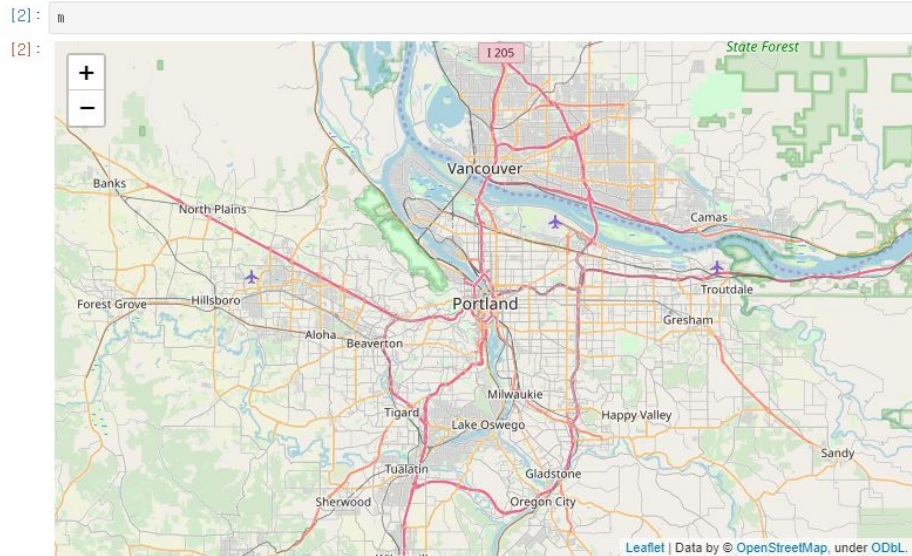 [2]: m
[2]:
+
−
I 205
State Forest
Vancouver
Banks
North Plains
Camas
Forest Grove
Hillsboro
Portland
Troutdale
Aloha
Beaverton
Gresham
Milwaukie
Tigard
Lake Oswego
Happy Valley
Sandy
Tualatin
Gladstone
Sherwood
Oregon City
Leaflet | Data by © OpenStreetMap, under ODbL.